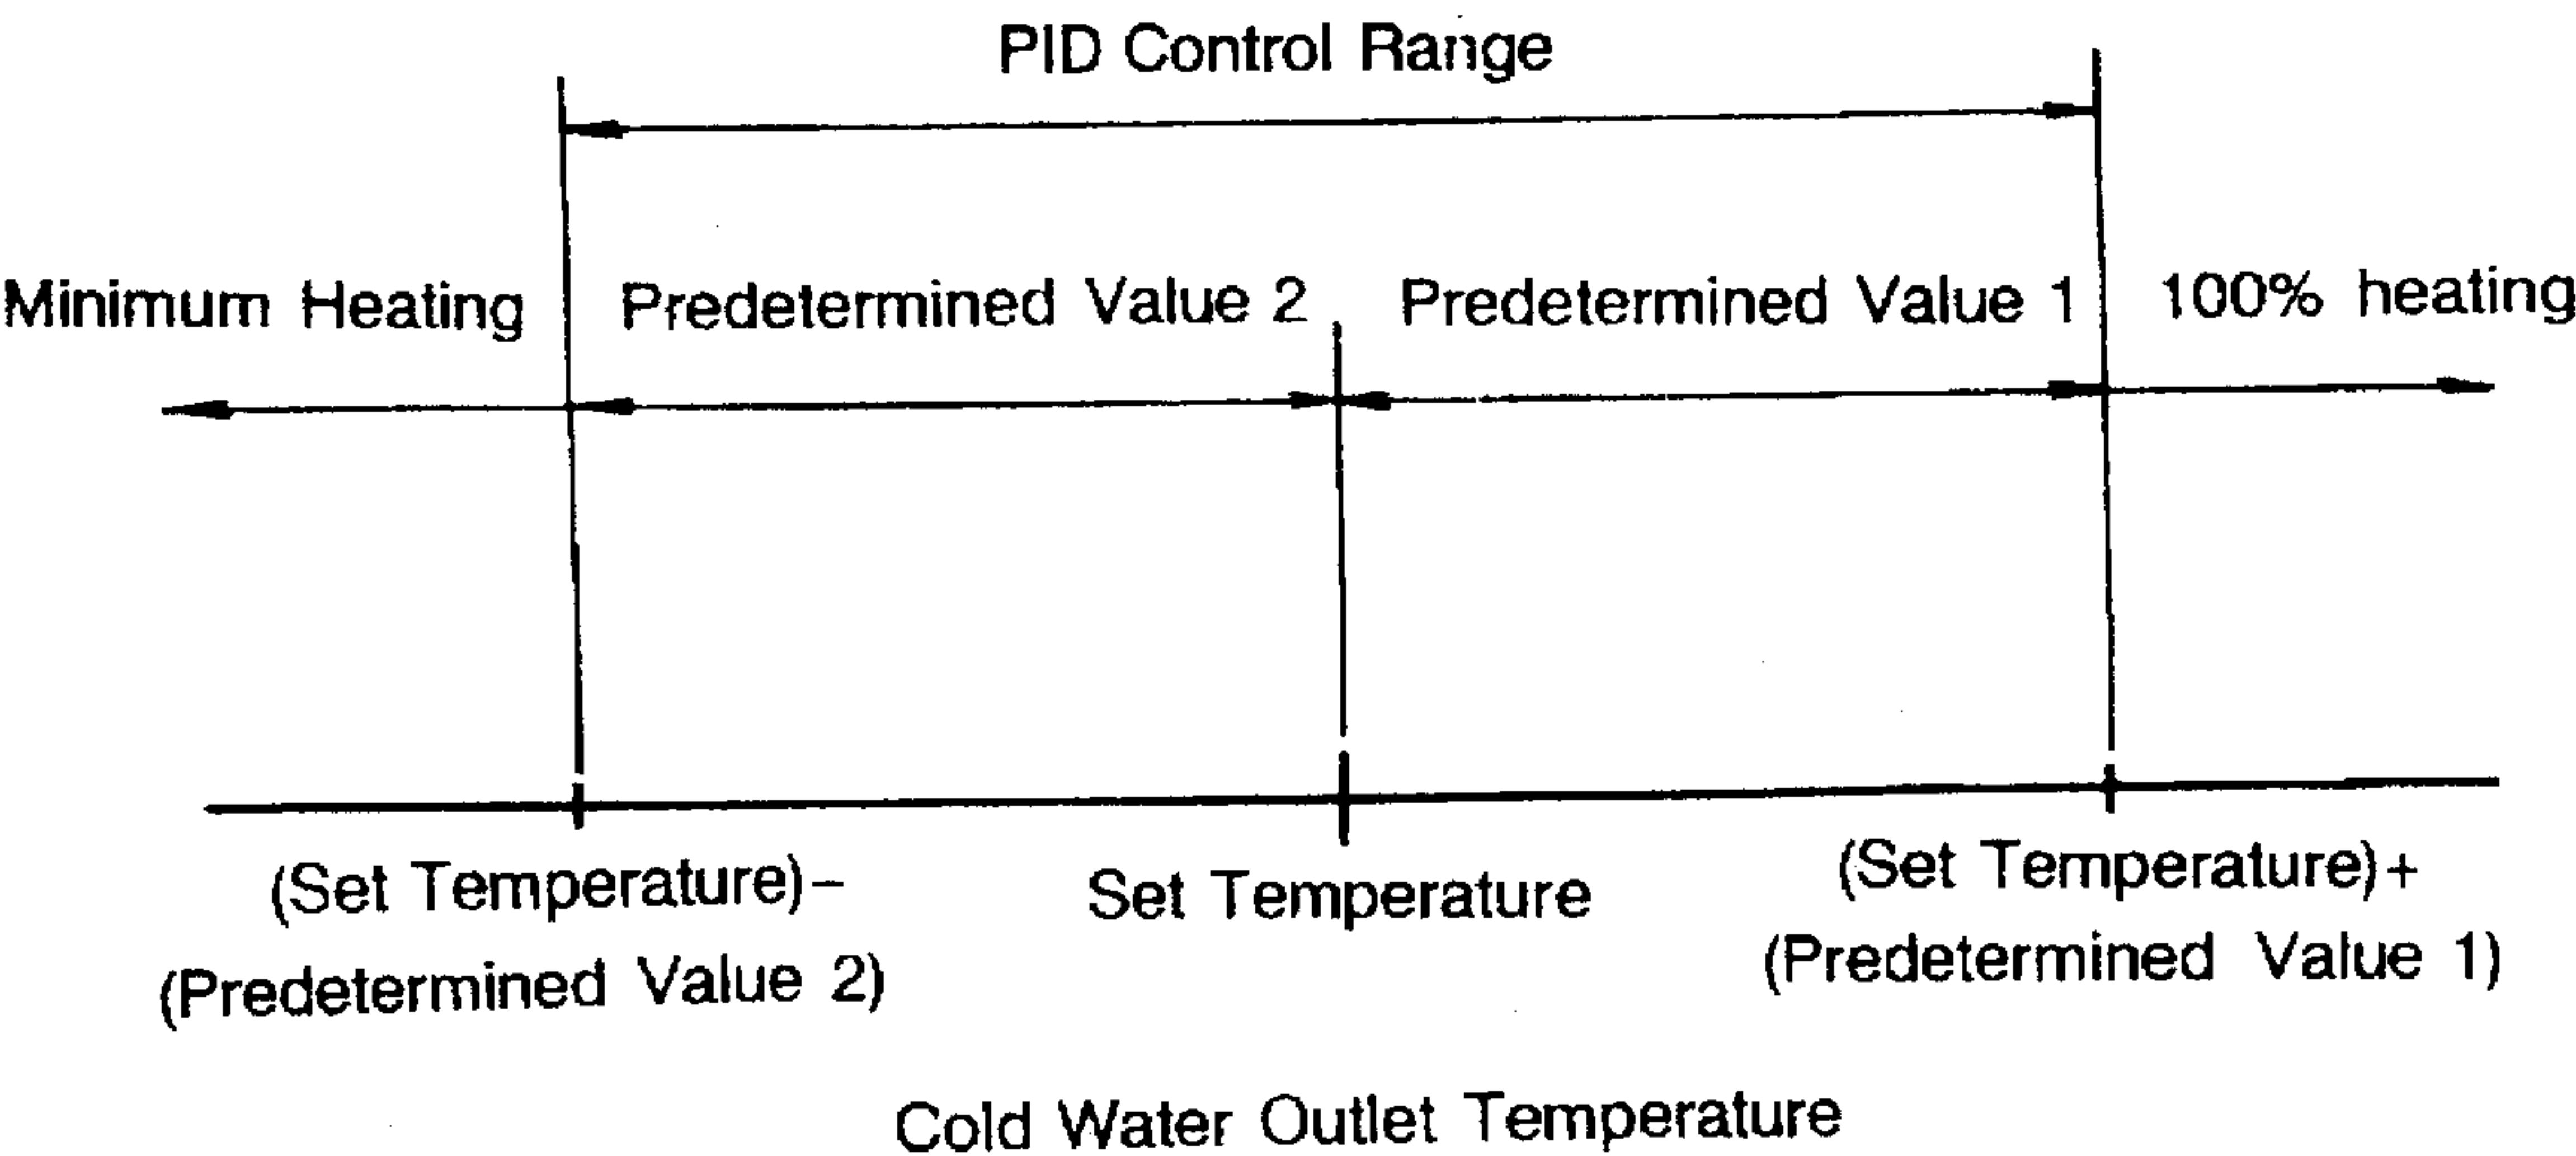 PID Control Range
Minimum Heating
Predetermined Value 2
Predetermined Value 1
100% heating
(Set Temperature)-
(Predetermined Value 2)
Set Temperature
(Set Temperature)+
(Predetermined Value 1)
Cold Water Outlet Temperature